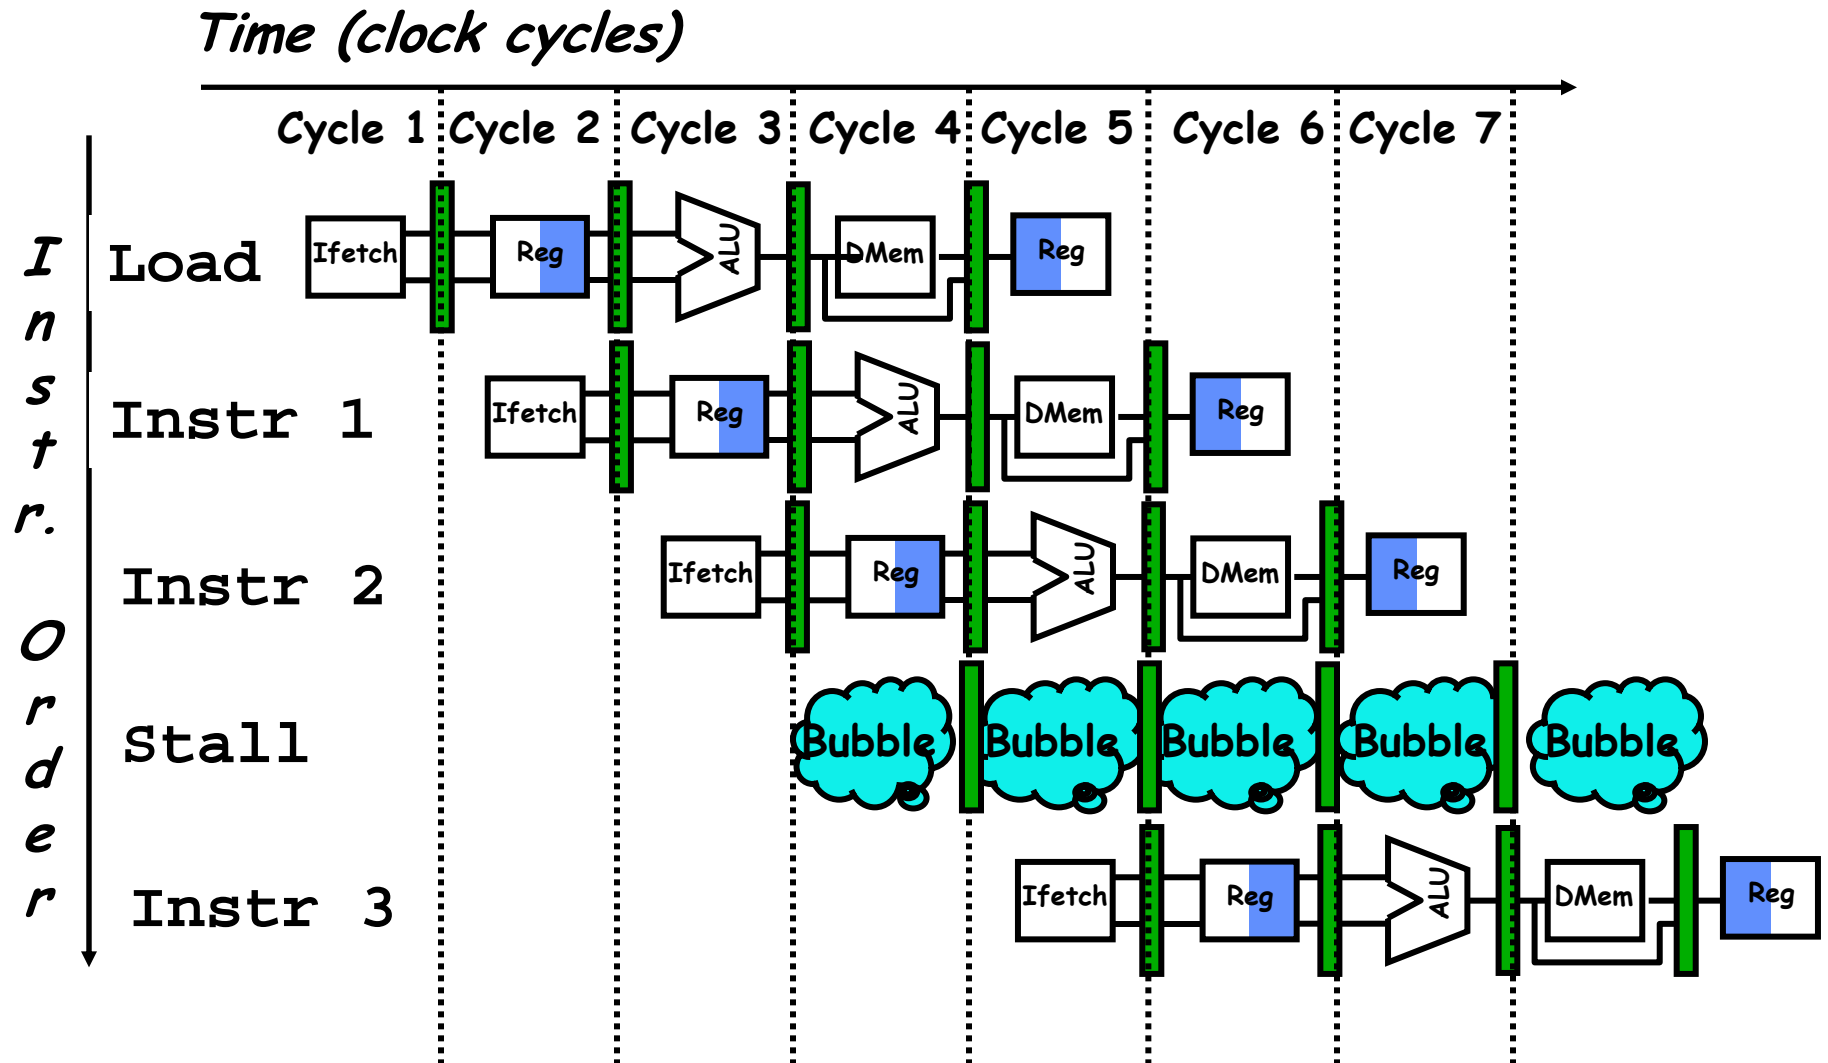 Time (clock cycles)
Cycle 1 Cycle 2 Cycle 3 Cycle 4 Cycle 5 Cycle 6 Cycle 7
Instr. Order
Load Ifetch Reg ALU DMem Reg
Instr 1 Ifetch Reg ALU DMem Reg
Instr 2 Ifetch Reg ALU DMem Reg
Stall Bubble Bubble Bubble Bubble Bubble
Instr 3 Ifetch Reg ALU DMem Reg